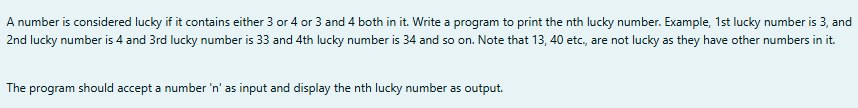 A number is considered lucky if it contains either 3 or 4 or 3 and 4 both in it. Write a program to print the nth lucky number. Example, 1st lucky number is 3, and
2nd lucky number is 4 and 3rd lucky number is 33 and 4th lucky number is 34 and so on. Note that 13, 40 etc., are not lucky as they have other numbers in it.
The program should accept a number 'n' as input and display the nth lucky number as output.